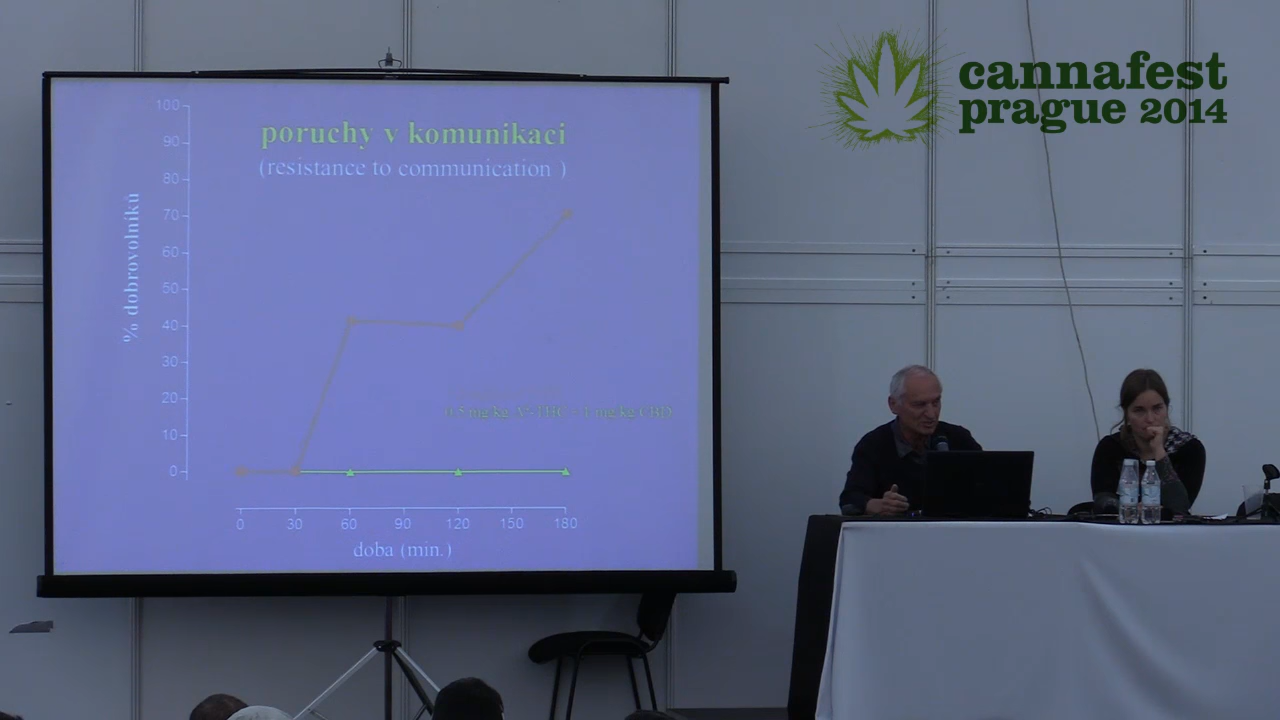 cannafest
prague 2014
poruchy v komunikaci
(resistance to communication )
% dobrovolníků
100
90
80
70
60
50
40
30
20
10
0
0 30 60 90 120 150 180
doba (min.)